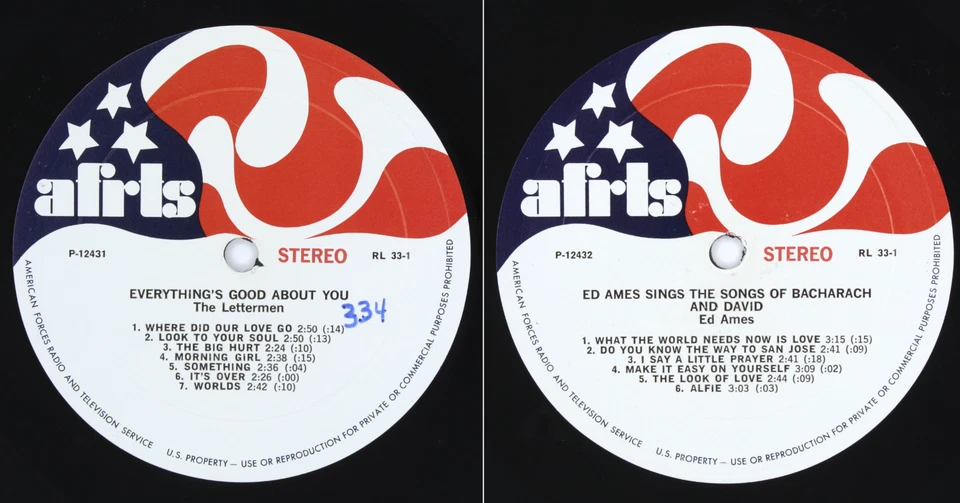 afrts
P-12431
STEREO
RL 33-1
EVERYTHING'S GOOD ABOUT YOU
The Lettermen
334
1. WHERE DID OUR LOVE GO 2:50 (:14)
2. LOOK TO YOUR SOUL 2:50 (:13)
3. THE BIG HURT 2:24 (:10)
4. MORNING GIRL 2:38 (:15)
5. SOMETHING 2:36 (:04)
6. IT'S OVER 2:26 (:00)
7. WORLDS 2:42 (:10)
AMERICAN FORCES RADIO AND TELEVISION SERVICE
U.S. PROPERTY — USE OR REPRODUCTION FOR PRIVATE OR COMMERCIAL PURPOSES PROHIBITED
afrts
P-12432
STEREO
RL 33-1
ED AMES SINGS THE SONGS OF BACHARACH
AND DAVID
Ed Ames
1. WHAT THE WORLD NEEDS NOW IS LOVE 3:15 (:15)
2. DO YOU KNOW THE WAY TO SAN JOSE 2:41 (:09)
3. I SAY A LITTLE PRAYER 2:41 (:18)
4. MAKE IT EASY ON YOURSELF 3:09 (:02)
5. THE LOOK OF LOVE 2:44 (:09)
6. ALFIE 3:03 (:03)
AMERICAN FORCES RADIO AND TELEVISION SERVICE
U.S. PROPERTY — USE OR REPRODUCTION FOR PRIVATE OR COMMERCIAL PURPOSES PROHIBITED